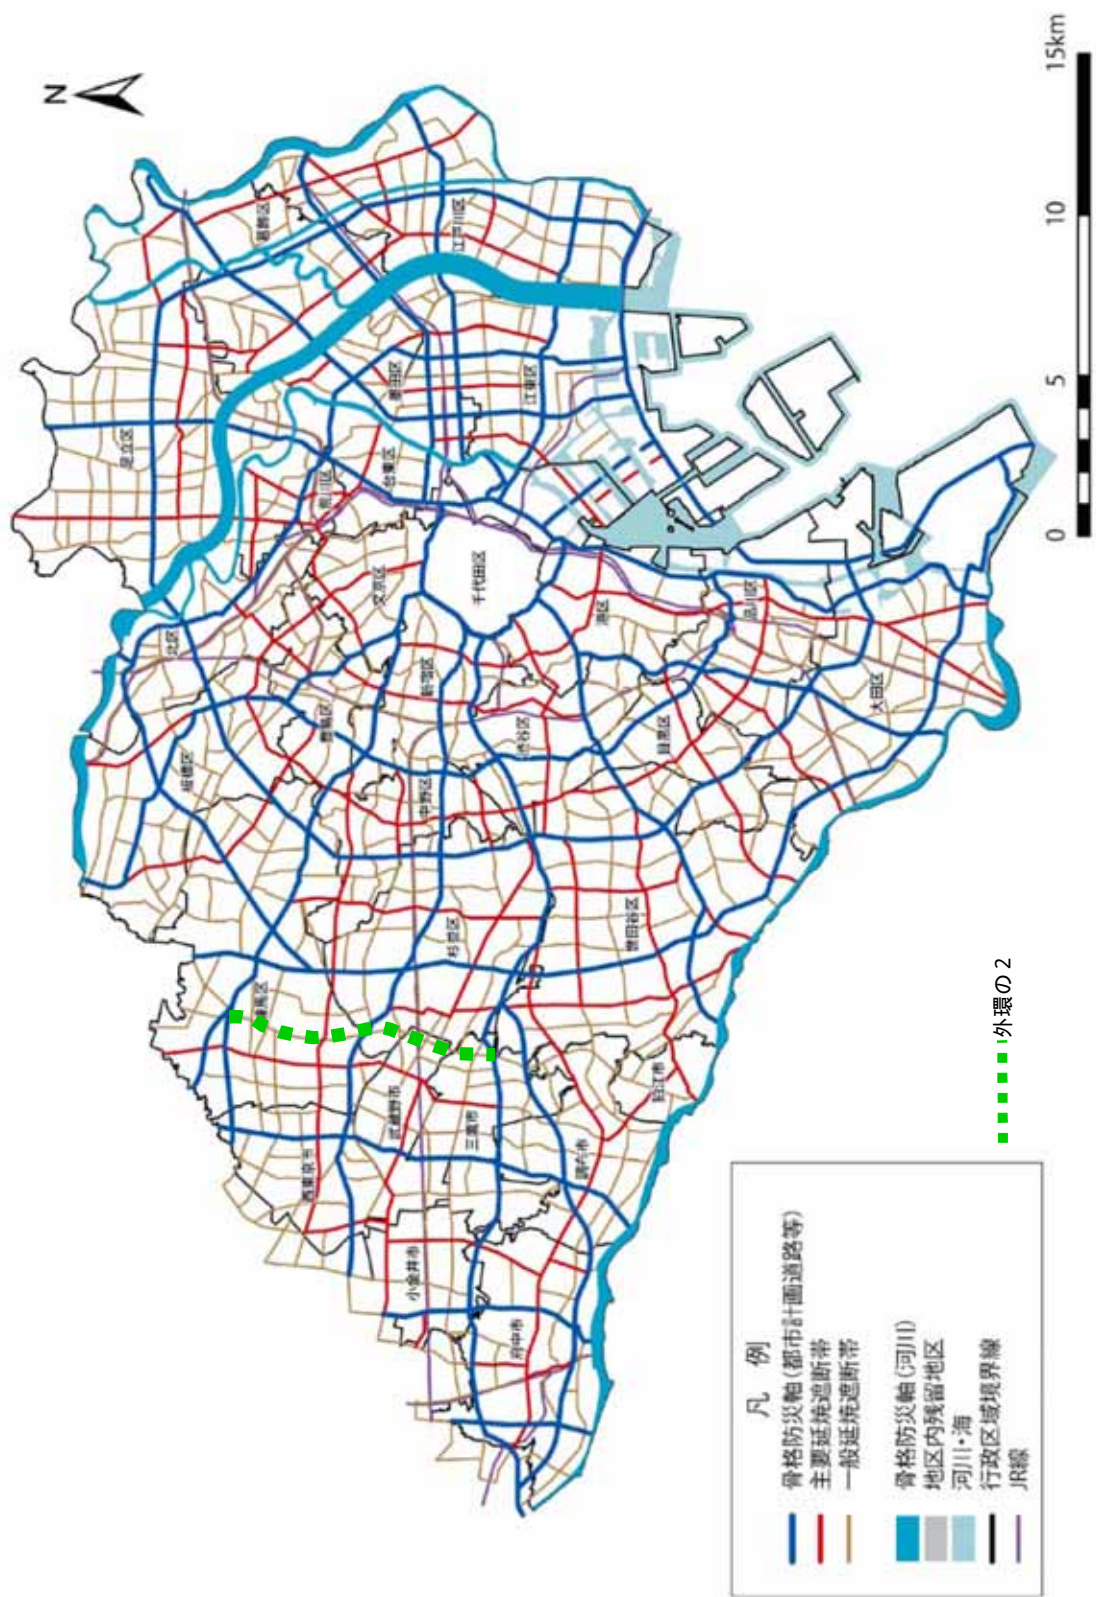 N
足立区
葛飾区
北区
荒川区
板橋区
江戸川区
墨田区
台東区
文京区
豊島区
練馬区
千代田区
新宿区
中野区
杉並区
江東区
西東京市
武蔵野市
渋谷区
港区
小金井市
三鷹市
目黒区
世田谷区
品川区
府中市
調布市
狛江市
大田区
0
5
10
15km
外環の2
凡 例
骨格防災軸(都市計画道路等)
主要延焼遮断帯
一般延焼遮断帯
骨格防災軸(河川)
地区内残留地区
河川・海
行政区域境界線
JR線